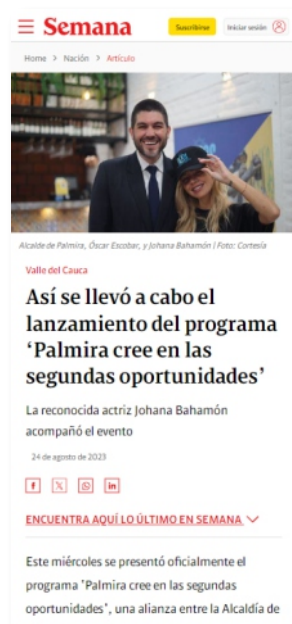 Semana
Suscribirse
Iniciar sesión
Home > Nación > Artículo
Alcalde de Palmira, Óscar Escobar, y Johana Bahamón | Foto: Cortesía
Valle del Cauca
Así se llevó a cabo el
lanzamiento del programa
‘Palmira cree en las
segundas oportunidades’
La reconocida actriz Johana Bahamón
acompañó el evento
24 de agosto de 2023
ENCUENTRA AQUÍ LO ÚLTIMO EN SEMANA
Este miércoles se presentó oficialmente el
programa ‘Palmira cree en las segundas
oportunidades’, una alianza entre la Alcaldía de